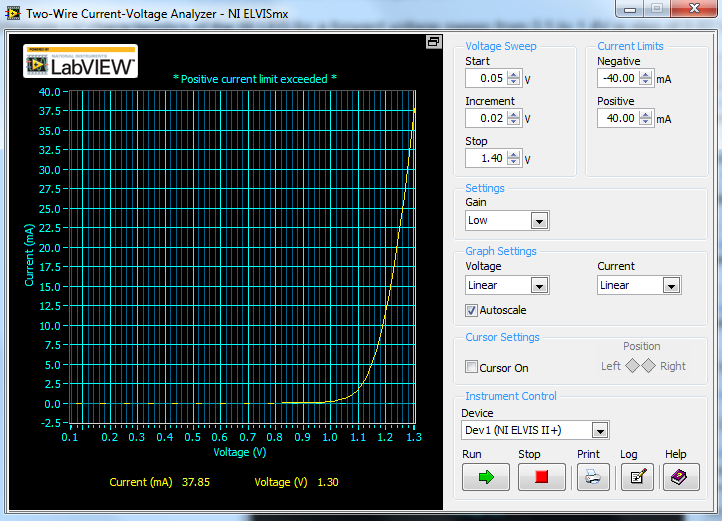 Two-Wire Current-Voltage Analyzer - NI ELVISmx
POWERED BY
NATIONAL INSTRUMENTS
LabVIEW™
* Positive current limit exceeded *
40.0
37.5
35.0
32.5
30.0
27.5
25.0
22.5
20.0
17.5
15.0
12.5
10.0
7.5
5.0
2.5
0.0
-2.5
Current (mA)
0.1 0.2 0.3 0.4 0.5 0.6 0.7 0.8 0.9 1.0 1.1 1.2 1.3
Voltage (V)
Current (mA) 37.85 Voltage (V) 1.30
Voltage Sweep
Start
0.05 V
Increment
0.02 V
Stop
1.40 V
Current Limits
Negative
-40.00 mA
Positive
40.00 mA
Settings
Gain
Low
Graph Settings
Voltage
Linear
Current
Linear
Autoscale
Cursor Settings
Cursor On
Position
Left Right
Instrument Control
Device
Dev1 (NI ELVIS II+)
Run Stop Print Log Help